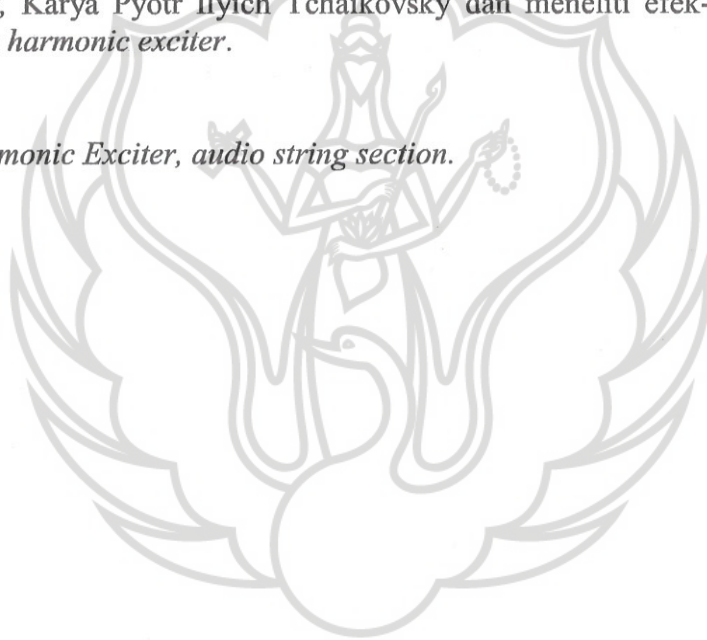 , Karya Pyotr Ilyich Tchaikovsky dan meneliti efek-
harmonic exciter.
monic Exciter, audio string section.